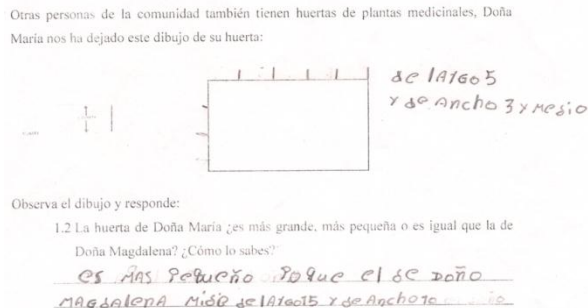 Otras personas de la comunidad también tienen huertas de plantas medicinales, Doña
María nos ha dejado este dibujo de su huerta:
de lArGo 5
y de Ancho 3 y Medio
Observa el dibujo y responde:
1.2 La huerta de Doña María ¿es más grande, más pequeña o es igual que la de
Doña Magdalena? ¿Cómo lo sabes?
es MAS Pequeño Porque el de Doño
MAGdAlenA Mide de lArGo15 y de Ancho 10